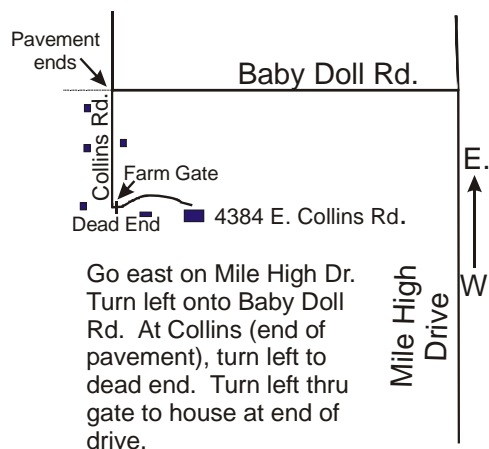 Pavement
ends
Baby Doll Rd.
Collins Rd.
E.
Farm Gate
4384 E. Collins Rd.
Dead End
W
Mile High
Drive
Go east on Mile High Dr.
Turn left onto Baby Doll
Rd. At Collins (end of
pavement), turn left to
dead end. Turn left thru
gate to house at end of
drive.